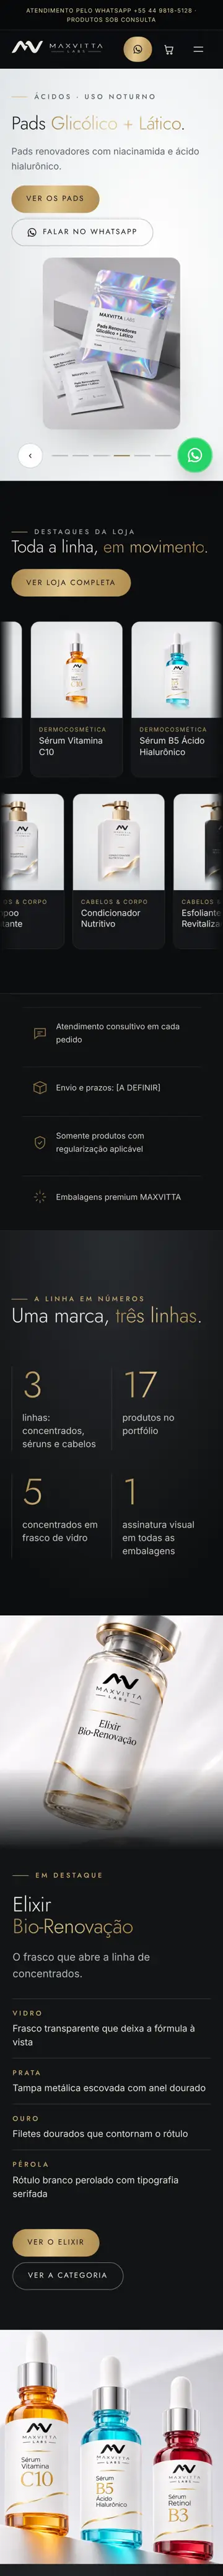 ATENDIMENTO PELO WHATSAPP +55 44 9818-5128 ·
PRODUTOS SOB CONSULTA
MAXVITTA
ÁCIDOS · USO NOTURNO
Pads Glicólico + Lático.
Pads renovadores com niacinamida e ácido
hialurônico.
VER OS PADS
FALAR NO WHATSAPP
MAXVITTA LABS
Pads Renovadores
Glicólico + Lático
DESTAQUES DA LOJA
Toda a linha, em movimento.
VER LOJA COMPLETA
DERMOCOSMÉTICA
Sérum Vitamina
C10
DERMOCOSMÉTICA
Sérum B5 Ácido
Hialurônico
OS & CORPO
poo
tante
CABELOS & CORPO
Condicionador
Nutritivo
CABELOS & C
Esfoliante
Revitaliza
Atendimento consultivo em cada
pedido
Envio e prazos: [A DEFINIR]
Somente produtos com
regularização aplicável
Embalagens premium MAXVITTA
A LINHA EM NÚMEROS
Uma marca, três linhas.
3
linhas:
concentrados,
séruns e cabelos
17
produtos no
portfólio
5
concentrados em
frasco de vidro
1
assinatura visual
em todas as
embalagens
MAXVITTA
LABS
Elixir
Bio-Renovação
EM DESTAQUE
Elixir
Bio-Renovação
O frasco que abre a linha de
concentrados.
VIDRO
Frasco transparente que deixa a fórmula à
vista
PRATA
Tampa metálica escovada com anel dourado
OURO
Filetes dourados que contornam o rótulo
PÉROLA
Rótulo branco perolado com tipografia
serifada
VER O ELIXIR
VER A CATEGORIA
MAXVITTA
LABS
Sérum
Vitamina
C10
MAXVITTA
LABS
Sérum
B5
Ácido
Hialurônico
MAXVITTA
LABS
Sérum
Retinol
B3